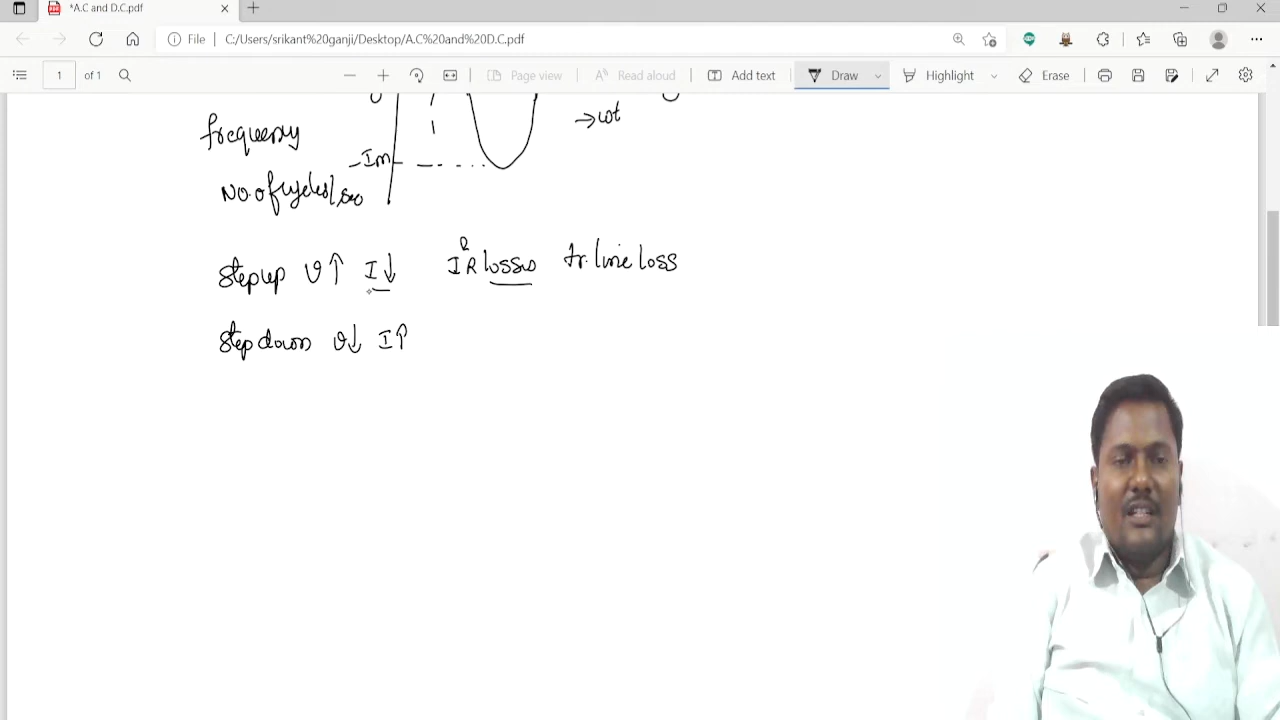 *A.C and D.C.pdf
File C:/Users/srikant%20ganji/Desktop/A.C%20and%20D.C.pdf
1 of 1 Page view Read aloud Add text Draw Highlight Erase
0
→ωt
frequency
-Im
No. of cycles/sec
Step up V↑ I↓ I²R losses tr. line loss
Step down V↓ I↑